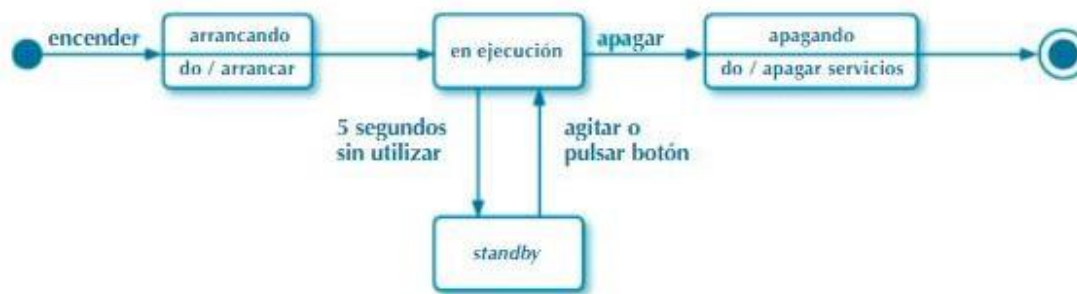 encender
arrancando
do / arrancar
en ejecución
apagar
apagando
do / apagar servicios
5 segundos
sin utilizar
agitar o
pulsar botón
standby